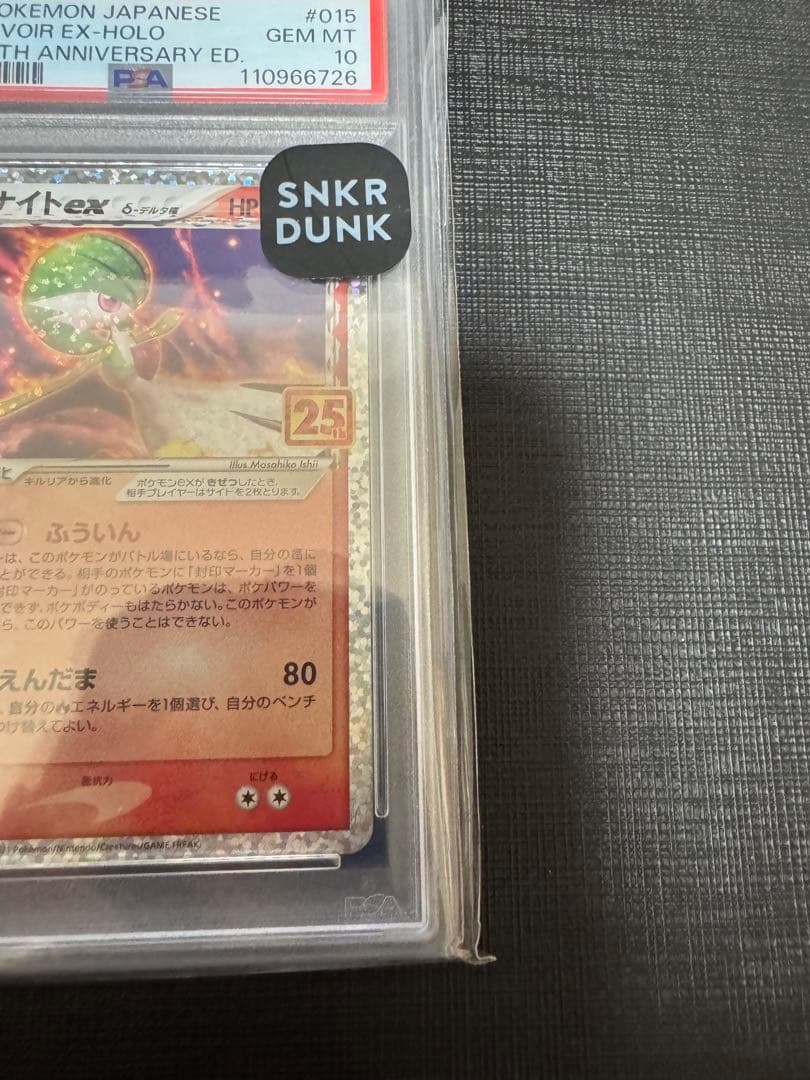 OKEMON JAPANESE #015
VOIR EX-HOLO GEM MT
TH ANNIVERSARY ED. 10
PSA 110966726
SNKR
DUNK
ナイトex δ-デルタ種 HP
25th
Illus. Masahiko Ishii
キルリアから進化
ポケモンexがきぜつしたとき、
相手プレイヤーはサイドを2枚とります。
ふういん
は、このポケモンがバトル場にいるなら、自分の番に
とができる。相手のポケモンに「封印マーカー」を1個
封印マーカー」がのっているポケモンは、ポケパワーを
できず、ポケボディーもはたらかない。このポケモンが
ら、このパワーを使うことはできない。
えんだま 80
自分の エネルギーを1個選び、自分のベンチ
つけ替えてよい。
抵抗力 にげる
Pokémon/Nintendo/Creatures/GAME FREAK
PSA